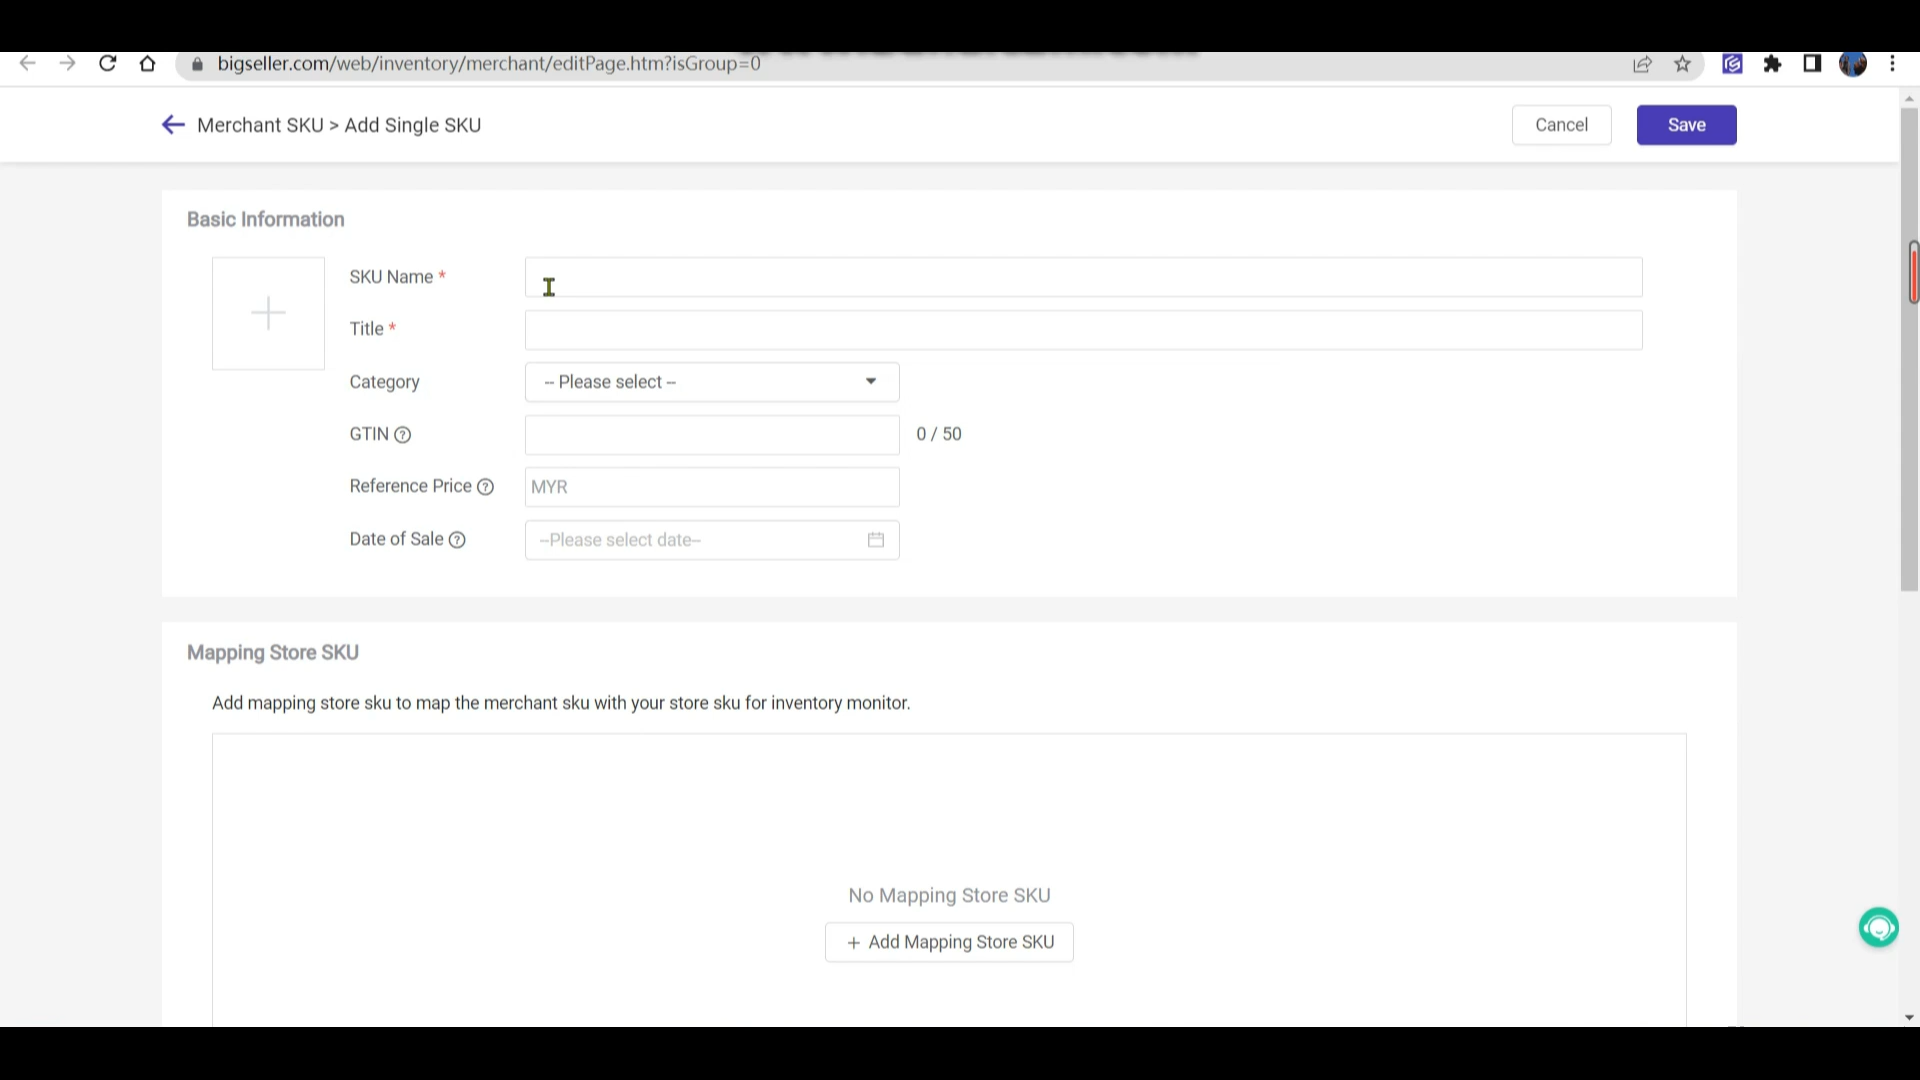 bigseller.com/web/inventory/merchant/editPage.htm?isGroup=0
Merchant SKU > Add Single SKU
Cancel
Save
Basic Information
SKU Name *
Title *
Category
-- Please select --
GTIN ?
0 / 50
Reference Price ?
MYR
Date of Sale ?
--Please select date--
Mapping Store SKU
Add mapping store sku to map the merchant sku with your store sku for inventory monitor.
No Mapping Store SKU
+ Add Mapping Store SKU